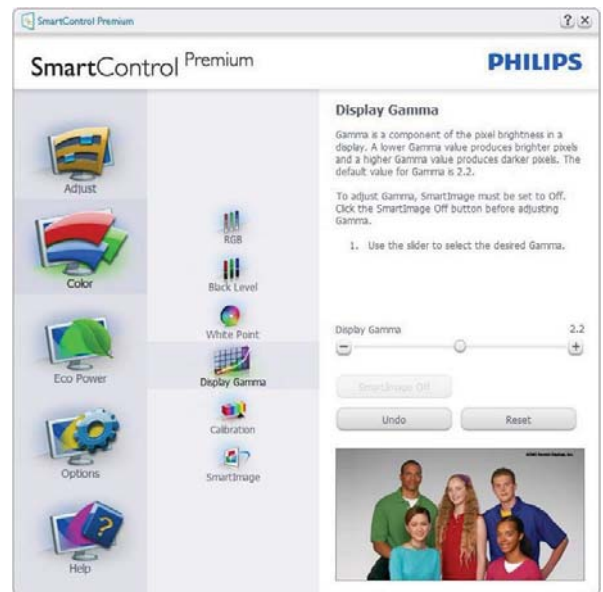 SmartControl Premium
? ×
SmartControl Premium
PHILIPS
Adjust
Color
Eco Power
Options
Help
RGB
Black Level
White Point
Display Gamma
Calibration
SmartImage
Display Gamma
Gamma is a component of the pixel brightness in a
display. A lower Gamma value produces brighter pixels
and a higher Gamma value produces darker pixels. The
default value for Gamma is 2.2.
To adjust Gamma, SmartImage must be set to Off.
Click the SmartImage Off button before adjusting
Gamma.
1. Use the slider to select the desired Gamma.
Display Gamma 2.2
− +
SmartImage Off
Undo Reset